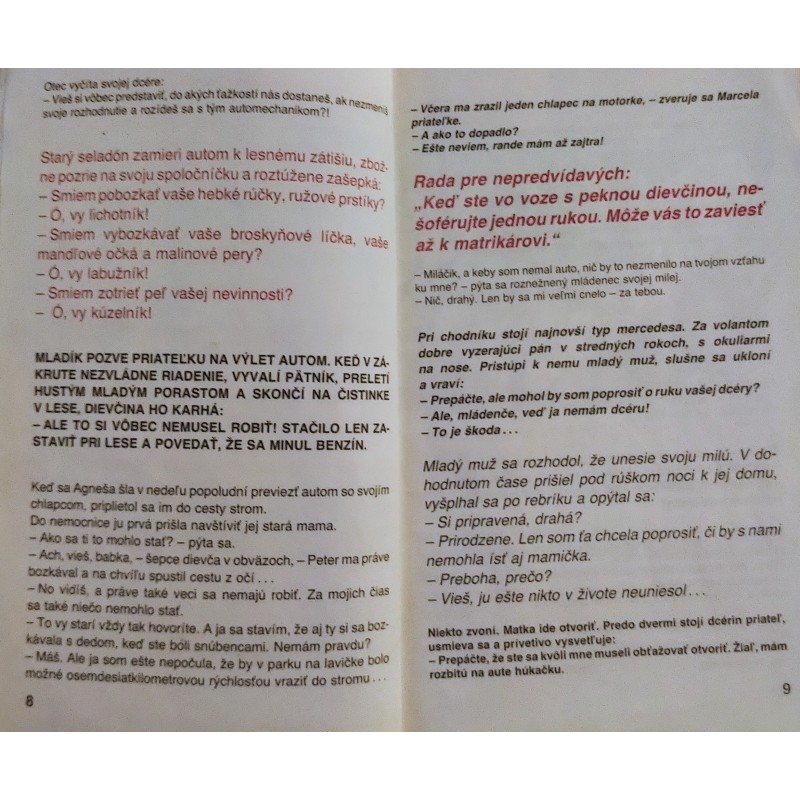 Otec vyčíta svojej dcére:
– Vieš si vôbec predstaviť, do akých ťažkostí nás dostaneš, ak nezmeníš
svoje rozhodnutie a rozídeš sa s tým automechanikom?!
Starý seladón zamieri autom k lesnému zátišiu, zbož-
ne pozrie na svoju spoločníčku a roztúžene zašepká:
– Smiem pobozkať vaše hebké rúčky, ružové prstíky?
– Ó, vy lichotník!
– Smiem vybozkávať vaše broskyňové líčka, vaše
mandľové očká a malinové pery?
– Ó, vy labužník!
– Smiem zotrieť peľ vašej nevinnosti?
– Ó, vy kúzelník!
MLADÍK POZVE PRIATEĽKU NA VÝLET AUTOM. KEĎ V ZÁ-
KRUTE NEZVLÁDNE RIADENIE, VYVALÍ PÄTNÍK, PRELETÍ
HUSTÝM MLADÝM PORASTOM A SKONČÍ NA ČISTINKE
V LESE, DIEVČINA HO KARHÁ:
– ALE TO SI VÔBEC NEMUSEL ROBIŤ! STAČILO LEN ZA-
STAVIŤ PRI LESE A POVEDAŤ, ŽE SA MINUL BENZÍN.
Keď sa Agneša šla v nedeľu popoludní previezť autom so svojím
chlapcom, priplietol sa im do cesty strom.
Do nemocnice ju prvá prišla navštíviť jej stará mama.
– Ako sa ti to mohlo stať? – pýta sa.
– Ach, vieš, babka, – šepce dievča v obväzoch, – Peter ma práve
bozkával a na chvíľu spustil cestu z očí...
– No vidíš, a práve také veci sa nemajú robiť. Za mojich čias
sa také niečo nemohlo stať.
– To vy starí vždy tak hovoríte. A ja sa stavím, že aj ty si sa boz-
kávala s dedom, keď ste boli snúbencami. Nemám pravdu?
– Máš. Ale ja som ešte nepočula, že by v parku na lavičke bolo
možné osemdesiatkilometrovou rýchlosťou vraziť do stromu...
8
– Včera ma zrazil jeden chlapec na motorke, – zveruje sa Marcela
priateľke.
– A ako to dopadlo?
– Ešte neviem, rande mám až zajtra!
Rada pre nepredvídavých:
„Keď ste vo voze s peknou dievčinou, ne-
šoférujte jednou rukou. Môže vás to zaviesť
až k matrikárovi.“
– Miláčik, a keby som nemal auto, nič by to nezmenilo na tvojom vzťahu
ku mne? – pýta sa roznežnený mládenec svojej milej.
– Nič, drahý. Len by sa mi veľmi cnelo – za tebou.
Pri chodníku stojí najnovší typ mercedesa. Za volantom
dobre vyzerajúci pán v stredných rokoch, s okuliarmi
na nose. Pristúpi k nemu mladý muž, slušne sa ukloní
a vraví:
– Prepáčte, ale mohol by som poprosiť o ruku vašej dcéry?
– Ale, mládenče, veď ja nemám dcéru!
– To je škoda...
Mladý muž sa rozhodol, že unesie svoju milú. V do-
hodnutom čase prišiel pod rúškom noci k jej domu,
vyšplhal sa po rebríku a opýtal sa:
– Si pripravená, drahá?
– Prirodzene. Len som ťa chcela poprosiť, či by s nami
nemohla ísť aj mamička.
– Preboha, prečo?
– Vieš, ju ešte nikto v živote neuniesol...
Niekto zvoní. Matka ide otvoriť. Predo dvermi stojí dcérin priateľ,
usmieva sa a prívetivo vysvetľuje:
– Prepáčte, že ste sa kvôli mne museli obťažovať otvoriť. Žiaľ, mám
rozbitú na aute húkačku.
9